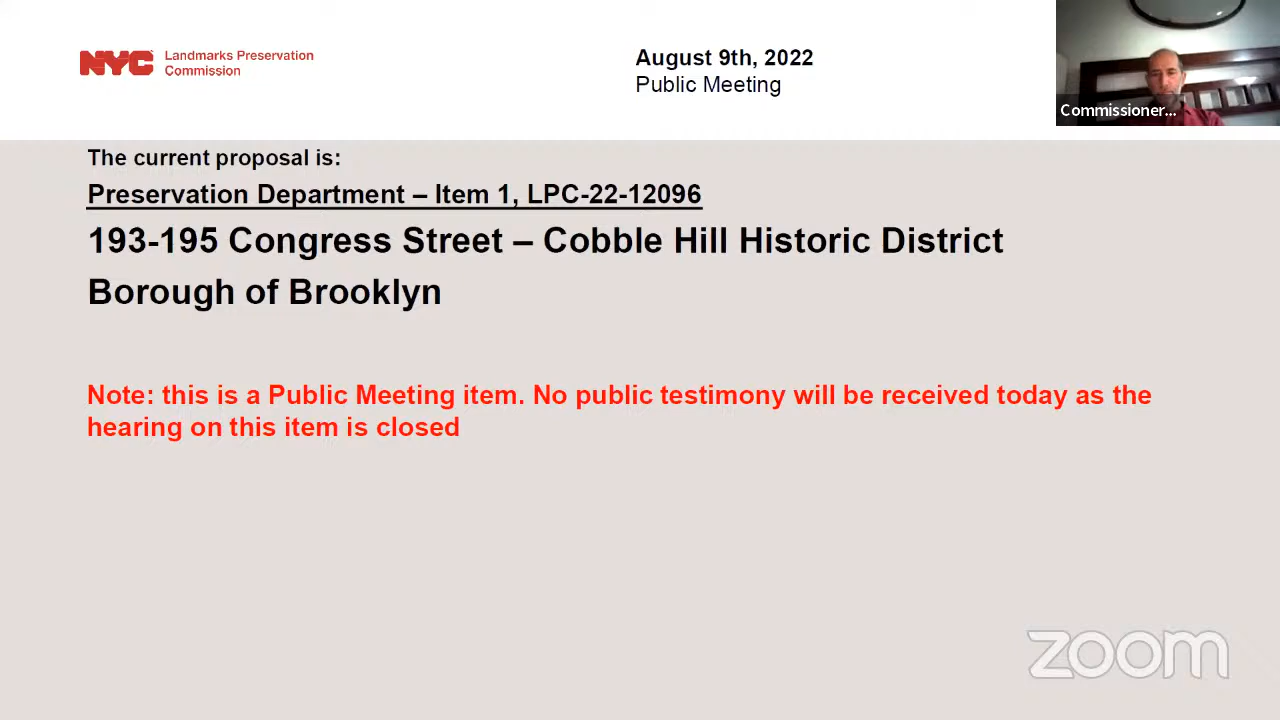 NYC Landmarks Preservation
Commission
August 9th, 2022
Public Meeting
Commissioner...
The current proposal is:
Preservation Department – Item 1, LPC-22-12096
193-195 Congress Street – Cobble Hill Historic District
Borough of Brooklyn
Note: this is a Public Meeting item. No public testimony will be received today as the
hearing on this item is closed
zoom